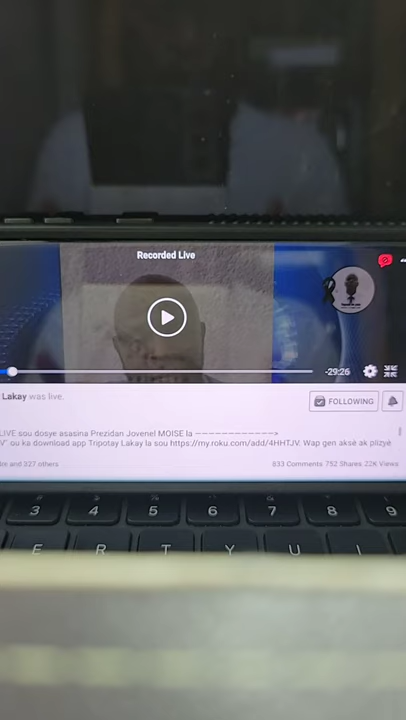 Recorded Live
-29:26
Lakay was live.
FOLLOWING
LIVE sou dosye asasina Prezidan Jovenel MOISE la ——————————>
V" ou ka download app Tripotay Lakay la sou https://my.roku.com/add/4HHTJV. Wap gen aksè ak plizyè
and 327 others
833 Comments 752 Shares 22K Views
3 4 5 6 7 8 9
E R T Y U I